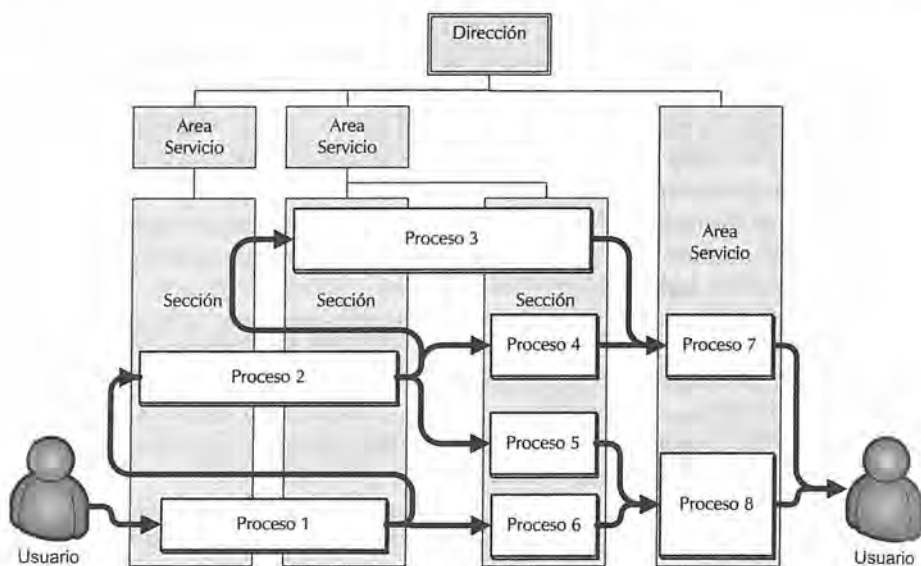 Dirección
Area
Servicio
Area
Servicio
Proceso 3
Area
Servicio
Sección
Sección
Sección
Proceso 4
Proceso 7
Proceso 2
Proceso 5
Proceso 8
Proceso 1
Proceso 6
Usuario
Usuario